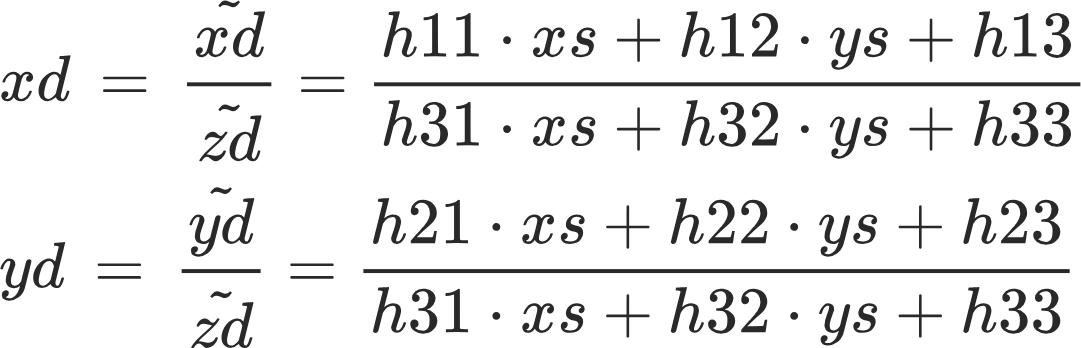 xd = x̃d / z̃d = (h11 · xs + h12 · ys + h13) / (h31 · xs + h32 · ys + h33)
yd = ỹd / z̃d = (h21 · xs + h22 · ys + h23) / (h31 · xs + h32 · ys + h33)